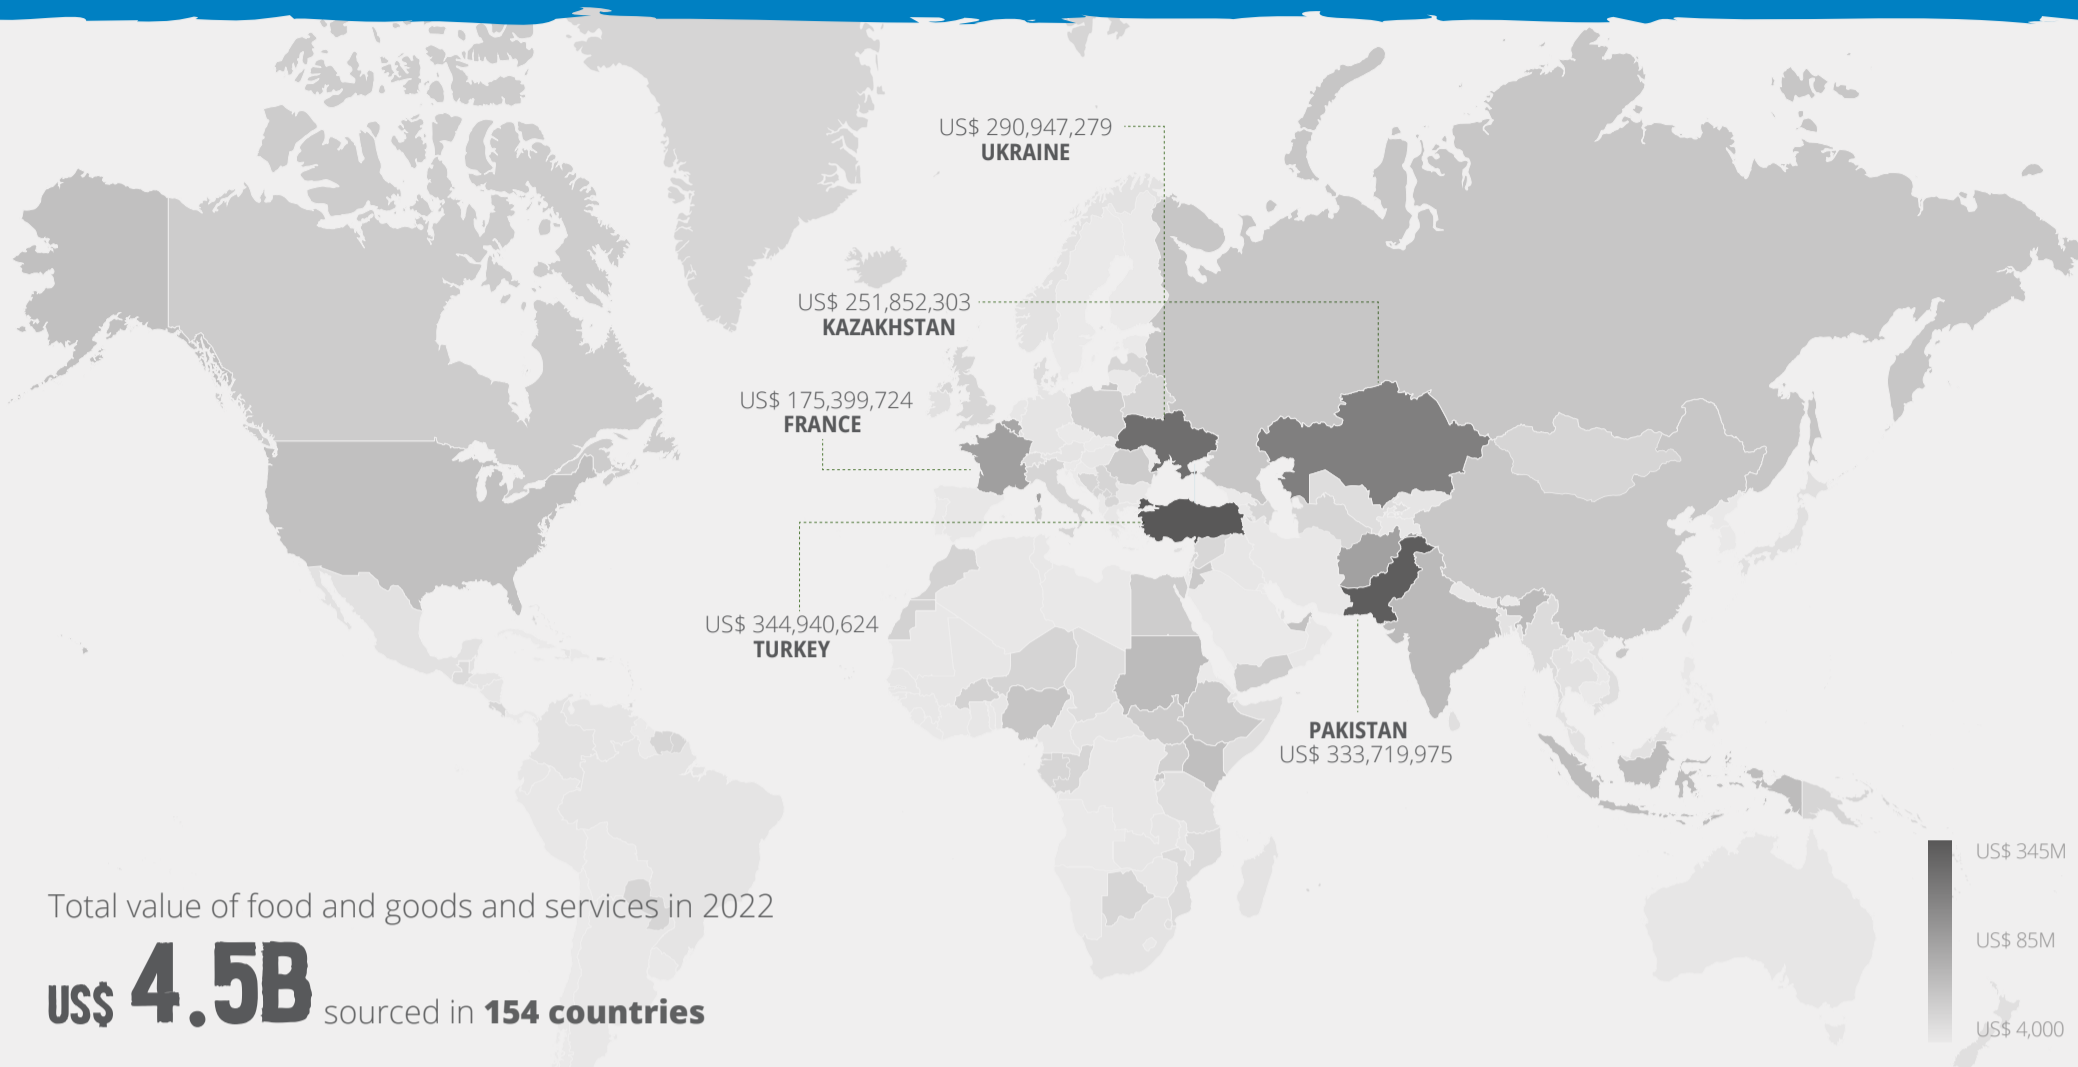 US$ 290,947,279
UKRAINE
US$ 251,852,303
KAZAKHSTAN
US$ 175,399,724
FRANCE
US$ 344,940,624
TURKEY
PAKISTAN
US$ 333,719,975
Total value of food and goods and services in 2022
US$ 4.5B sourced in 154 countries
US$ 345M
US$ 85M
US$ 4,000